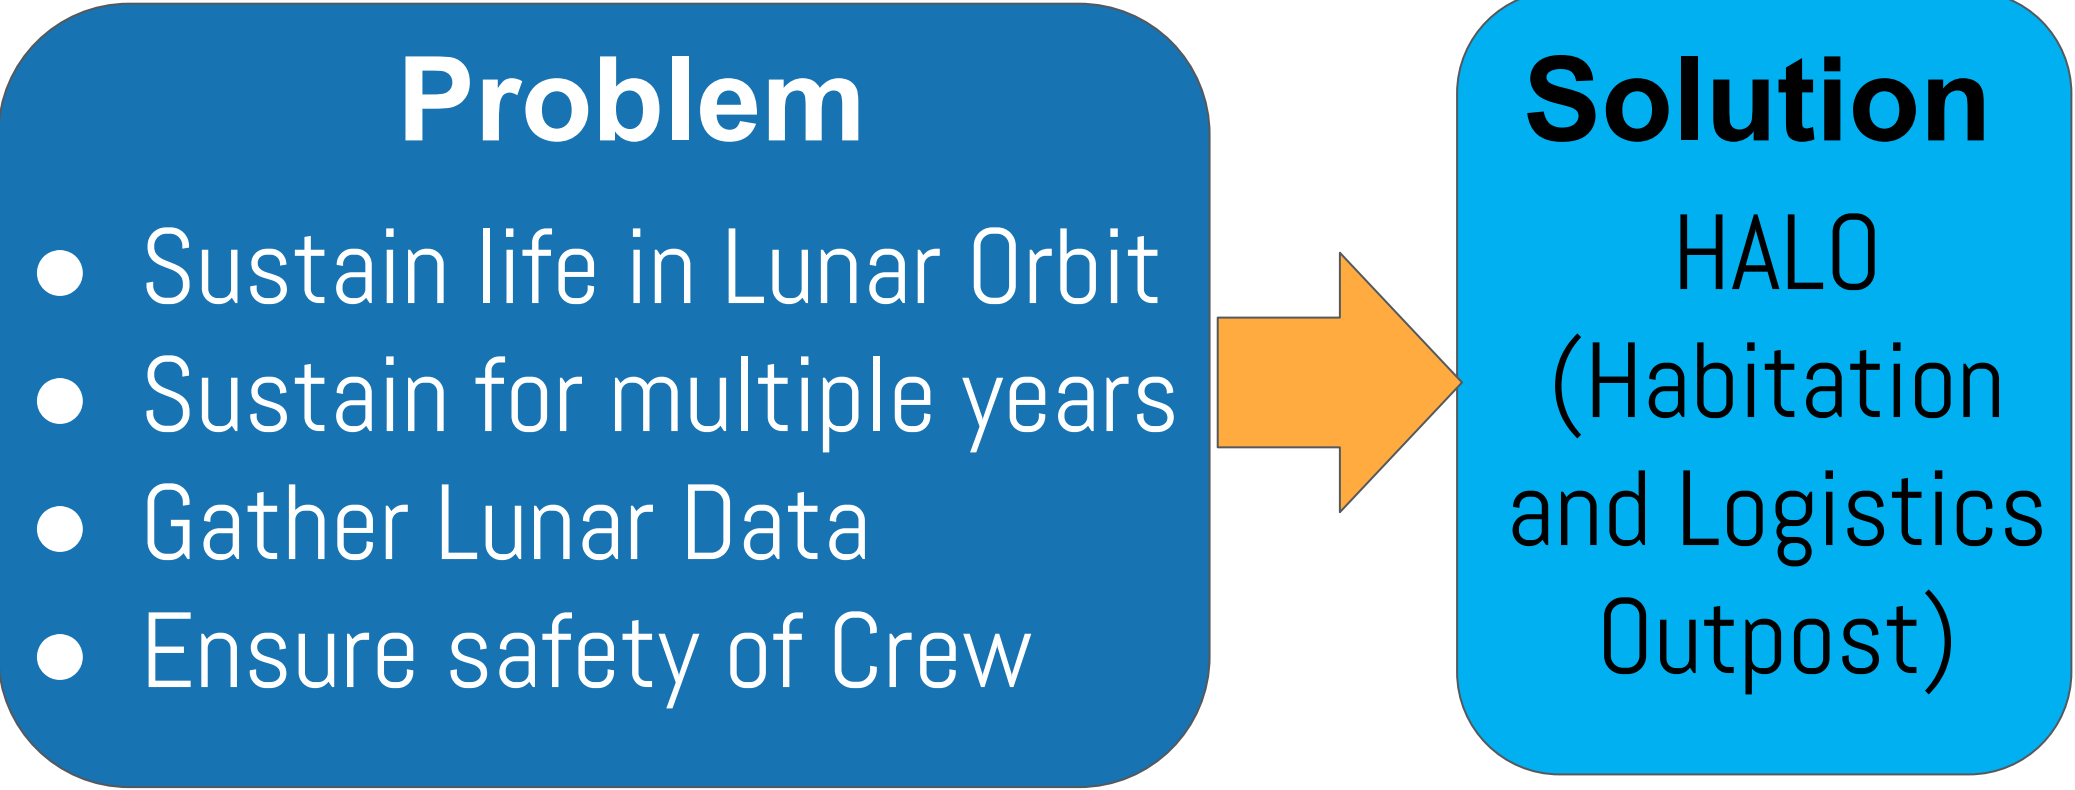 Problem
● Sustain life in Lunar Orbit
● Sustain for multiple years
● Gather Lunar Data
● Ensure safety of Crew
Solution
HALO
(Habitation
and Logistics
Outpost)